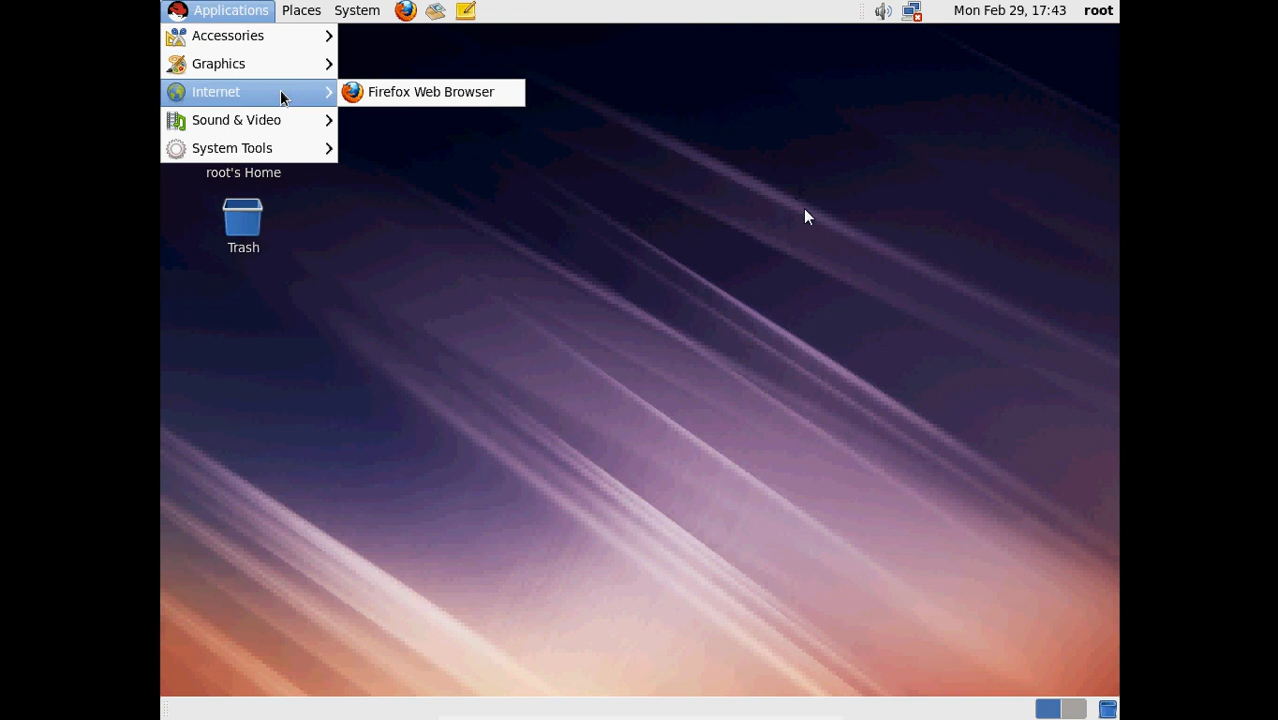 Applications Places System Mon Feb 29, 17:43 root
Accessories
Graphics
Internet Firefox Web Browser
Sound & Video
System Tools
root's Home
Trash